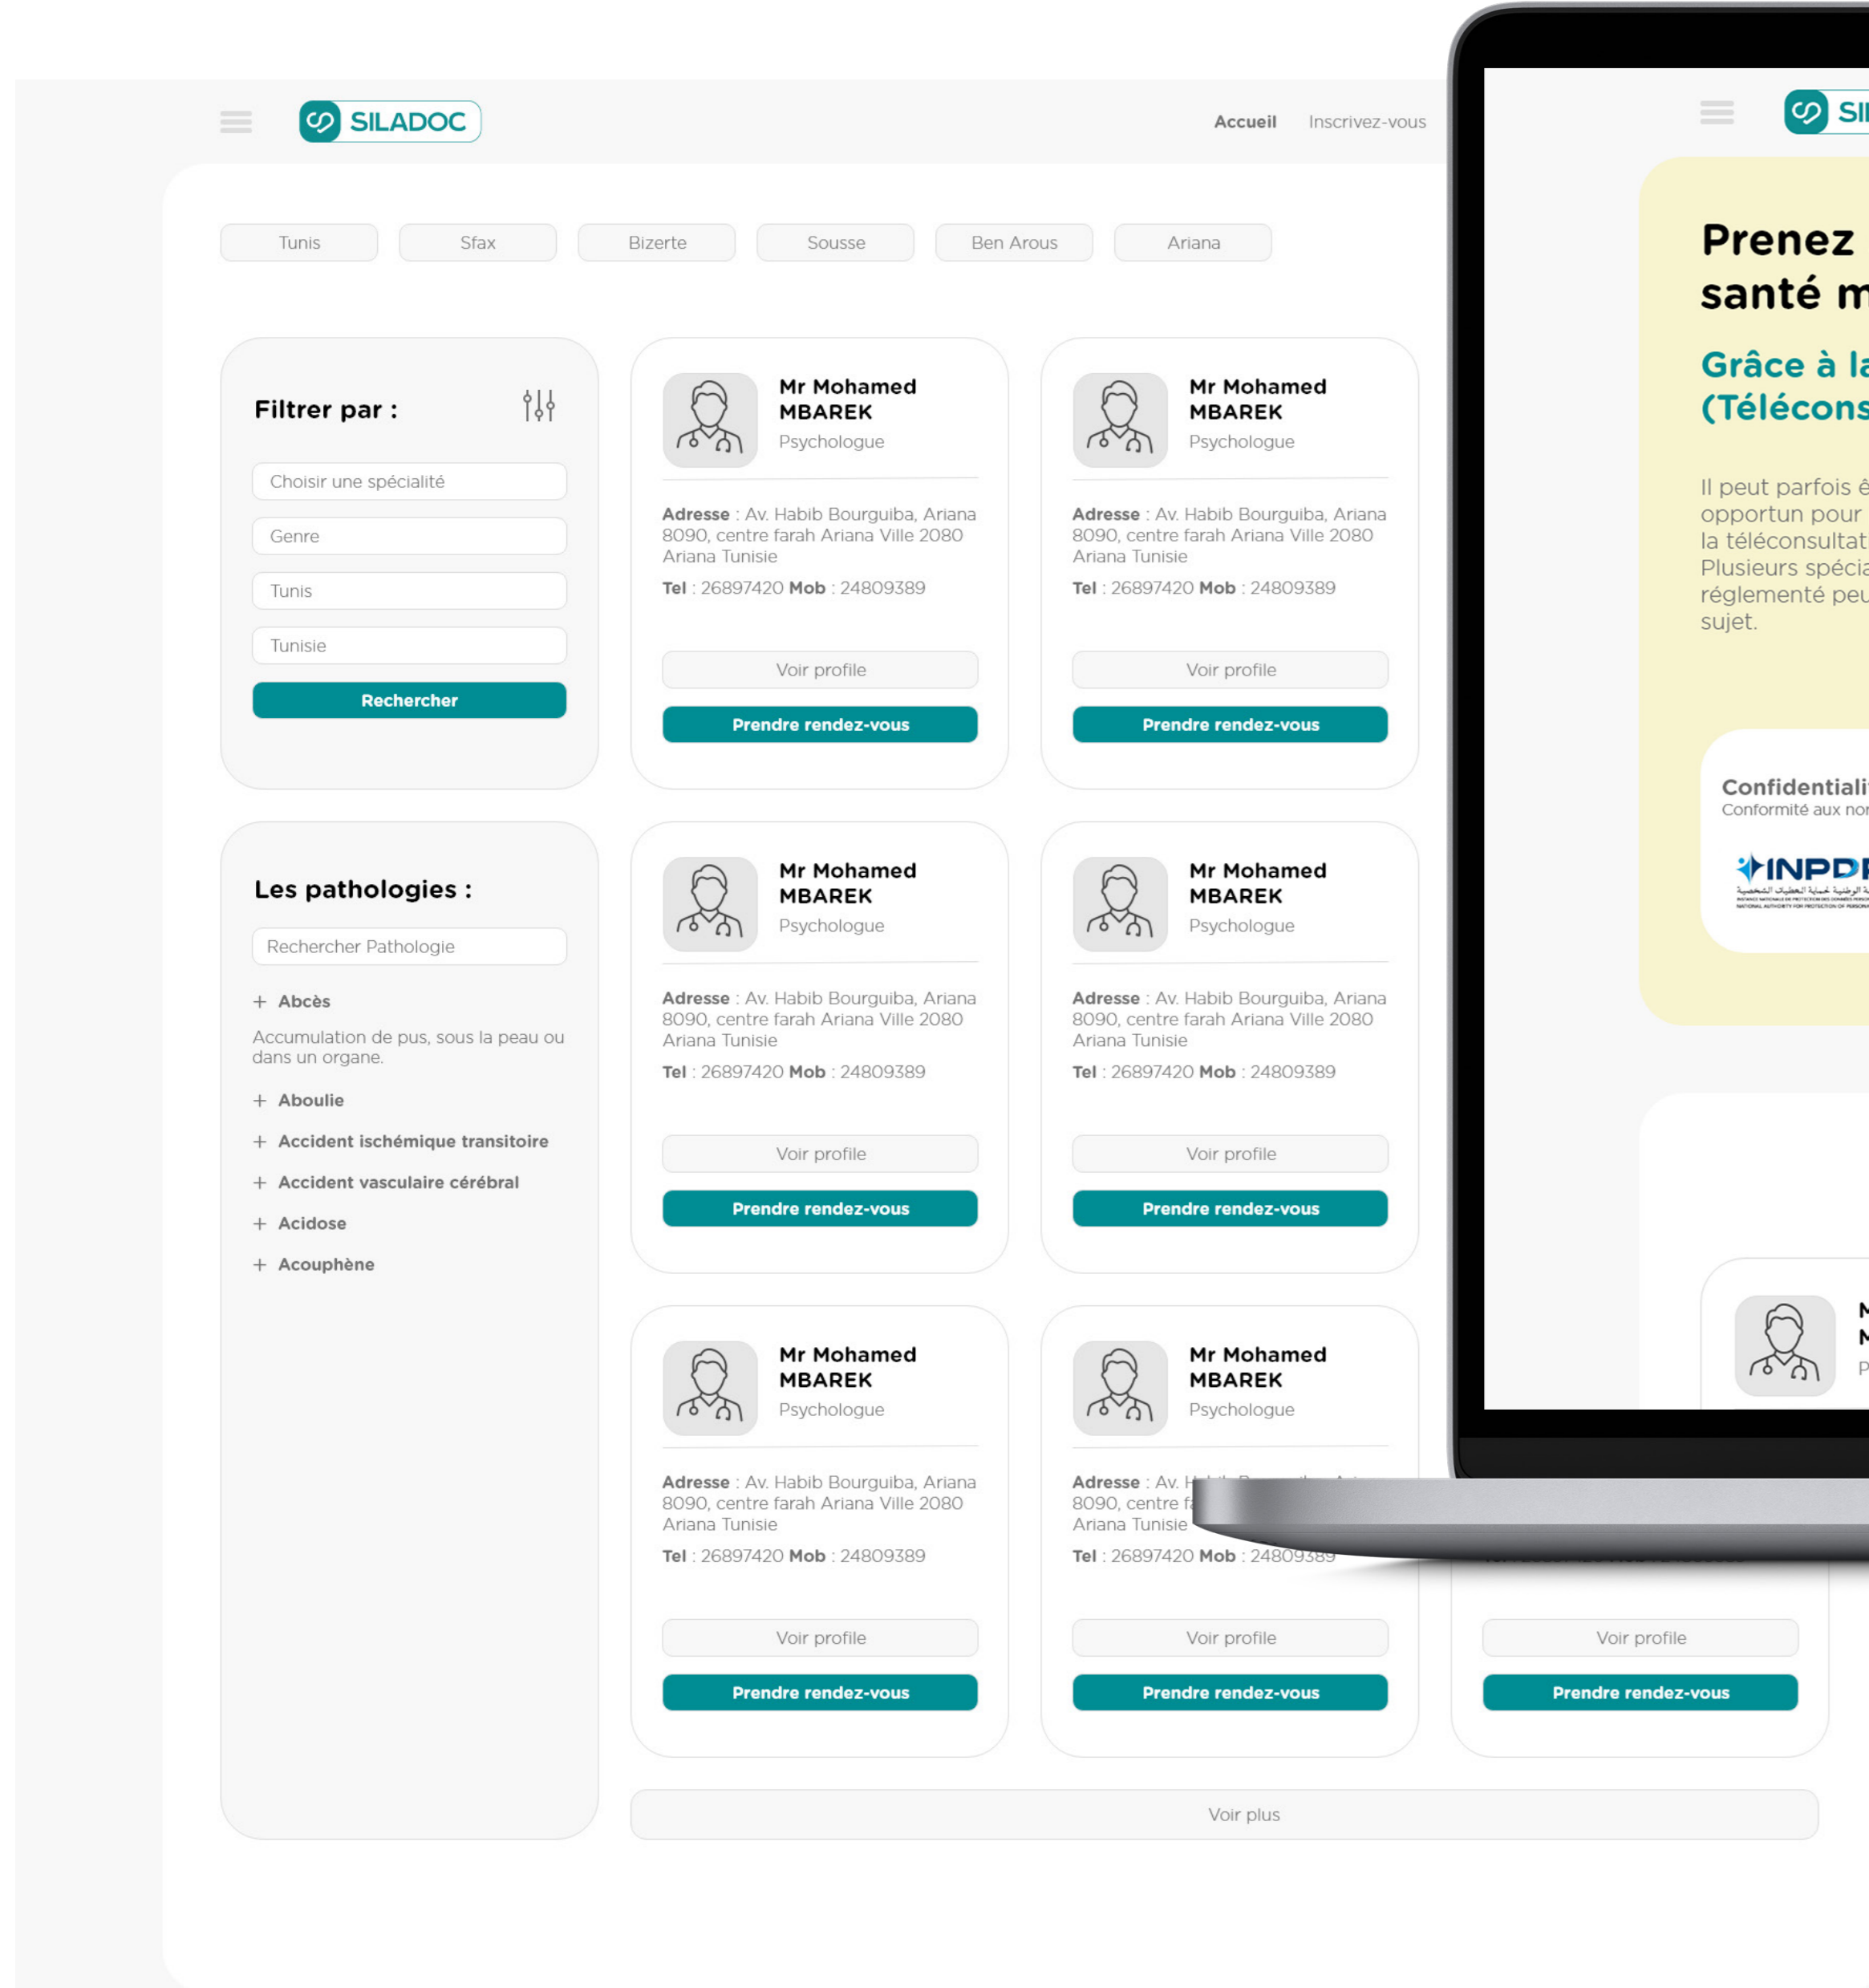 SILADOC
Accueil Inscrivez-vous
Tunis Sfax Bizerte Sousse Ben Arous Ariana
Filtrer par :
Choisir une spécialité
Genre
Tunis
Tunisie
Rechercher
Mr Mohamed
MBAREK
Psychologue
Adresse : Av. Habib Bourguiba, Ariana
8090, centre farah Ariana Ville 2080
Ariana Tunisie
Tel : 26897420 Mob : 24809389
Voir profile
Prendre rendez-vous
Mr Mohamed
MBAREK
Psychologue
Adresse : Av. Habib Bourguiba, Ariana
8090, centre farah Ariana Ville 2080
Ariana Tunisie
Tel : 26897420 Mob : 24809389
Voir profile
Prendre rendez-vous
Les pathologies :
Rechercher Pathologie
+ Abcès
Accumulation de pus, sous la peau ou
dans un organe.
+ Aboulie
+ Accident ischémique transitoire
+ Accident vasculaire cérébral
+ Acidose
+ Acouphène
Mr Mohamed
MBAREK
Psychologue
Adresse : Av. Habib Bourguiba, Ariana
8090, centre farah Ariana Ville 2080
Ariana Tunisie
Tel : 26897420 Mob : 24809389
Voir profile
Prendre rendez-vous
Mr Mohamed
MBAREK
Psychologue
Adresse : Av. Habib Bourguiba, Ariana
8090, centre farah Ariana Ville 2080
Ariana Tunisie
Tel : 26897420 Mob : 24809389
Voir profile
Prendre rendez-vous
Mr Mohamed
MBAREK
Psychologue
Adresse : Av. Habib Bourguiba, Ariana
8090, centre farah Ariana Ville 2080
Ariana Tunisie
Tel : 26897420 Mob : 24809389
Voir profile
Prendre rendez-vous
Mr Mohamed
MBAREK
Psychologue
Adresse : Av.
8090, centre
Ariana Tunisie
Tel : 26897420 Mob : 24809389
Voir profile
Prendre rendez-vous
Voir profile
Prendre rendez-vous
Voir plus
Prenez
santé
Grâce à
Il peut parfois
opportun pour
la
Plusieurs
réglementé
sujet.
Conformité aux